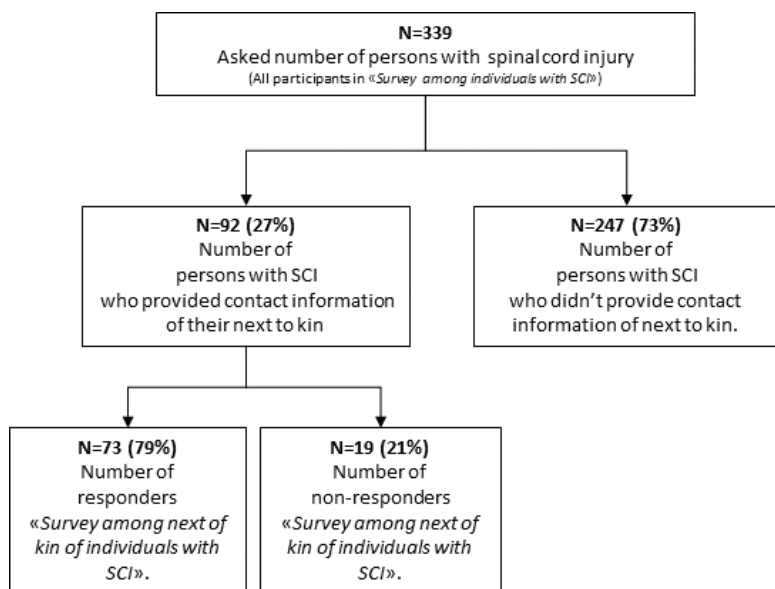 N=339
Asked number of persons with spinal cord injury
(All participants in «Survey among individuals with SCI»)
N=92 (27%)
Number of
persons with SCI
who provided contact information
of their next to kin
N=247 (73%)
Number of
persons with SCI
who didn't provide contact
information of next to kin.
N=73 (79%)
Number of
responders
«Survey among next of
kin of individuals with
SCI».
N=19 (21%)
Number of
non-responders
«Survey among next of
kin of individuals with
SCI».